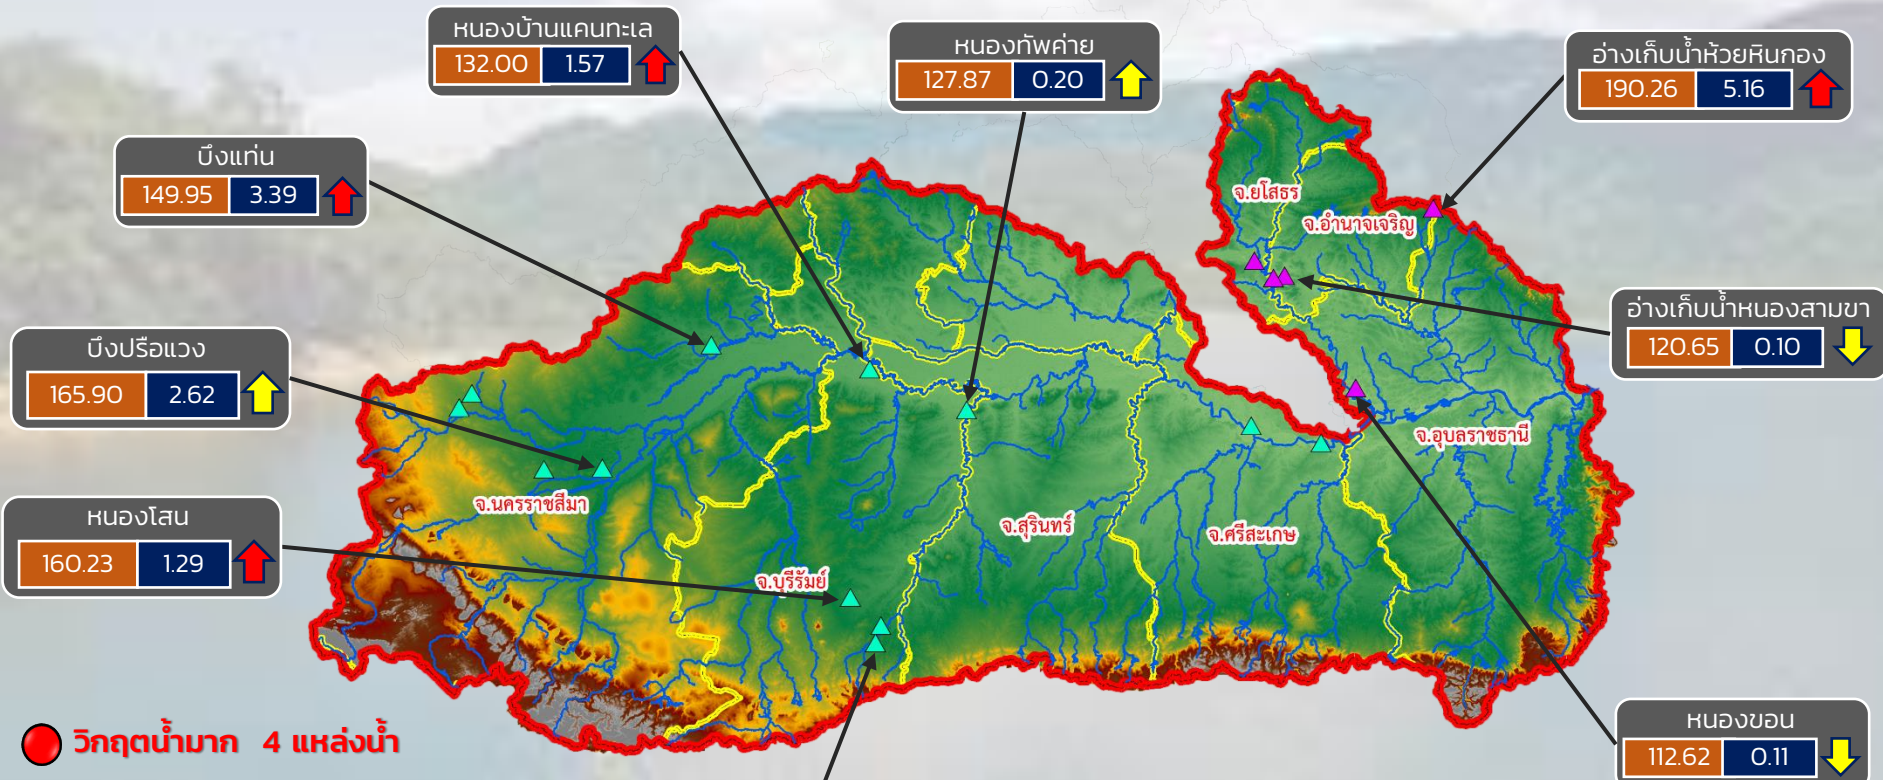 หนองบ้านแคนทะเล
132.00 1.57
หนองทัพค่าย
127.87 0.20
อ่างเก็บน้ำห้วยหินกอง
190.26 5.16
บึงแท่น
149.95 3.39
จ.ยโสธร
จ.อำนาจเจริญ
อ่างเก็บน้ำหนองสามขา
120.65 0.10
บึงปรือแวง
165.90 2.62
จ.อุบลราชธานี
จ.นครราชสีมา
หนองโสน
160.23 1.29
จ.สุรินทร์
จ.ศรีสะเกษ
จ.บุรีรัมย์
หนองขอน
112.62 0.11
วิกฤตน้ำมาก 4 แหล่งน้ำ